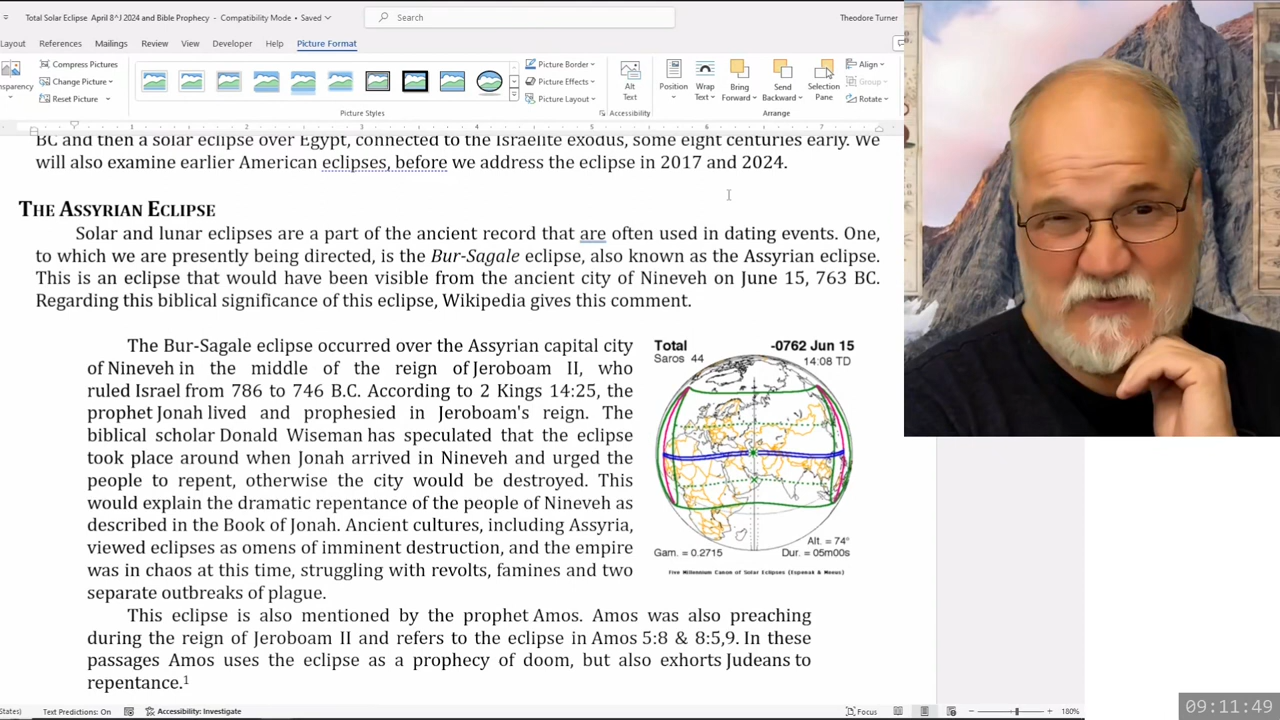 Total Solar Eclipse April 8^J 2024 and Bible Prophecy - Compatibility Mode • Saved
Search
Theodore Turner
Layout References Mailings Review View Developer Help Picture Format
Compress Pictures
Change Picture
Reset Picture
Picture Border
Picture Effects
Picture Layout
Alt
Text
Position
Wrap
Text
Bring
Forward
Send
Backward
Selection
Pane
Align
Group
Rotate
Picture Styles
Accessibility
Arrange
BC and then a solar eclipse over Egypt, connected to the Israelite exodus, some eight centuries early. We
will also examine earlier American eclipses, before we address the eclipse in 2017 and 2024.
THE ASSYRIAN ECLIPSE
Solar and lunar eclipses are a part of the ancient record that are often used in dating events. One,
to which we are presently being directed, is the Bur-Sagale eclipse, also known as the Assyrian eclipse.
This is an eclipse that would have been visible from the ancient city of Nineveh on June 15, 763 BC.
Regarding this biblical significance of this eclipse, Wikipedia gives this comment.
The Bur-Sagale eclipse occurred over the Assyrian capital city
of Nineveh in the middle of the reign of Jeroboam II, who
ruled Israel from 786 to 746 B.C. According to 2 Kings 14:25, the
prophet Jonah lived and prophesied in Jeroboam's reign. The
biblical scholar Donald Wiseman has speculated that the eclipse
took place around when Jonah arrived in Nineveh and urged the
people to repent, otherwise the city would be destroyed. This
would explain the dramatic repentance of the people of Nineveh as
described in the Book of Jonah. Ancient cultures, including Assyria,
viewed eclipses as omens of imminent destruction, and the empire
was in chaos at this time, struggling with revolts, famines and two
separate outbreaks of plague.
Total -0762 Jun 15
Saros 44 14:08 TD
Alt. = 74°
Gam. = 0.2715 Dur. = 05m00s
Five Millennium Canon of Solar Eclipses (Espenak & Meeus)
This eclipse is also mentioned by the prophet Amos. Amos was also preaching
during the reign of Jeroboam II and refers to the eclipse in Amos 5:8 & 8:5,9. In these
passages Amos uses the eclipse as a prophecy of doom, but also exhorts Judeans to
repentance.1
States) Text Predictions: On Accessibility: Investigate Focus 180%
09:11:49